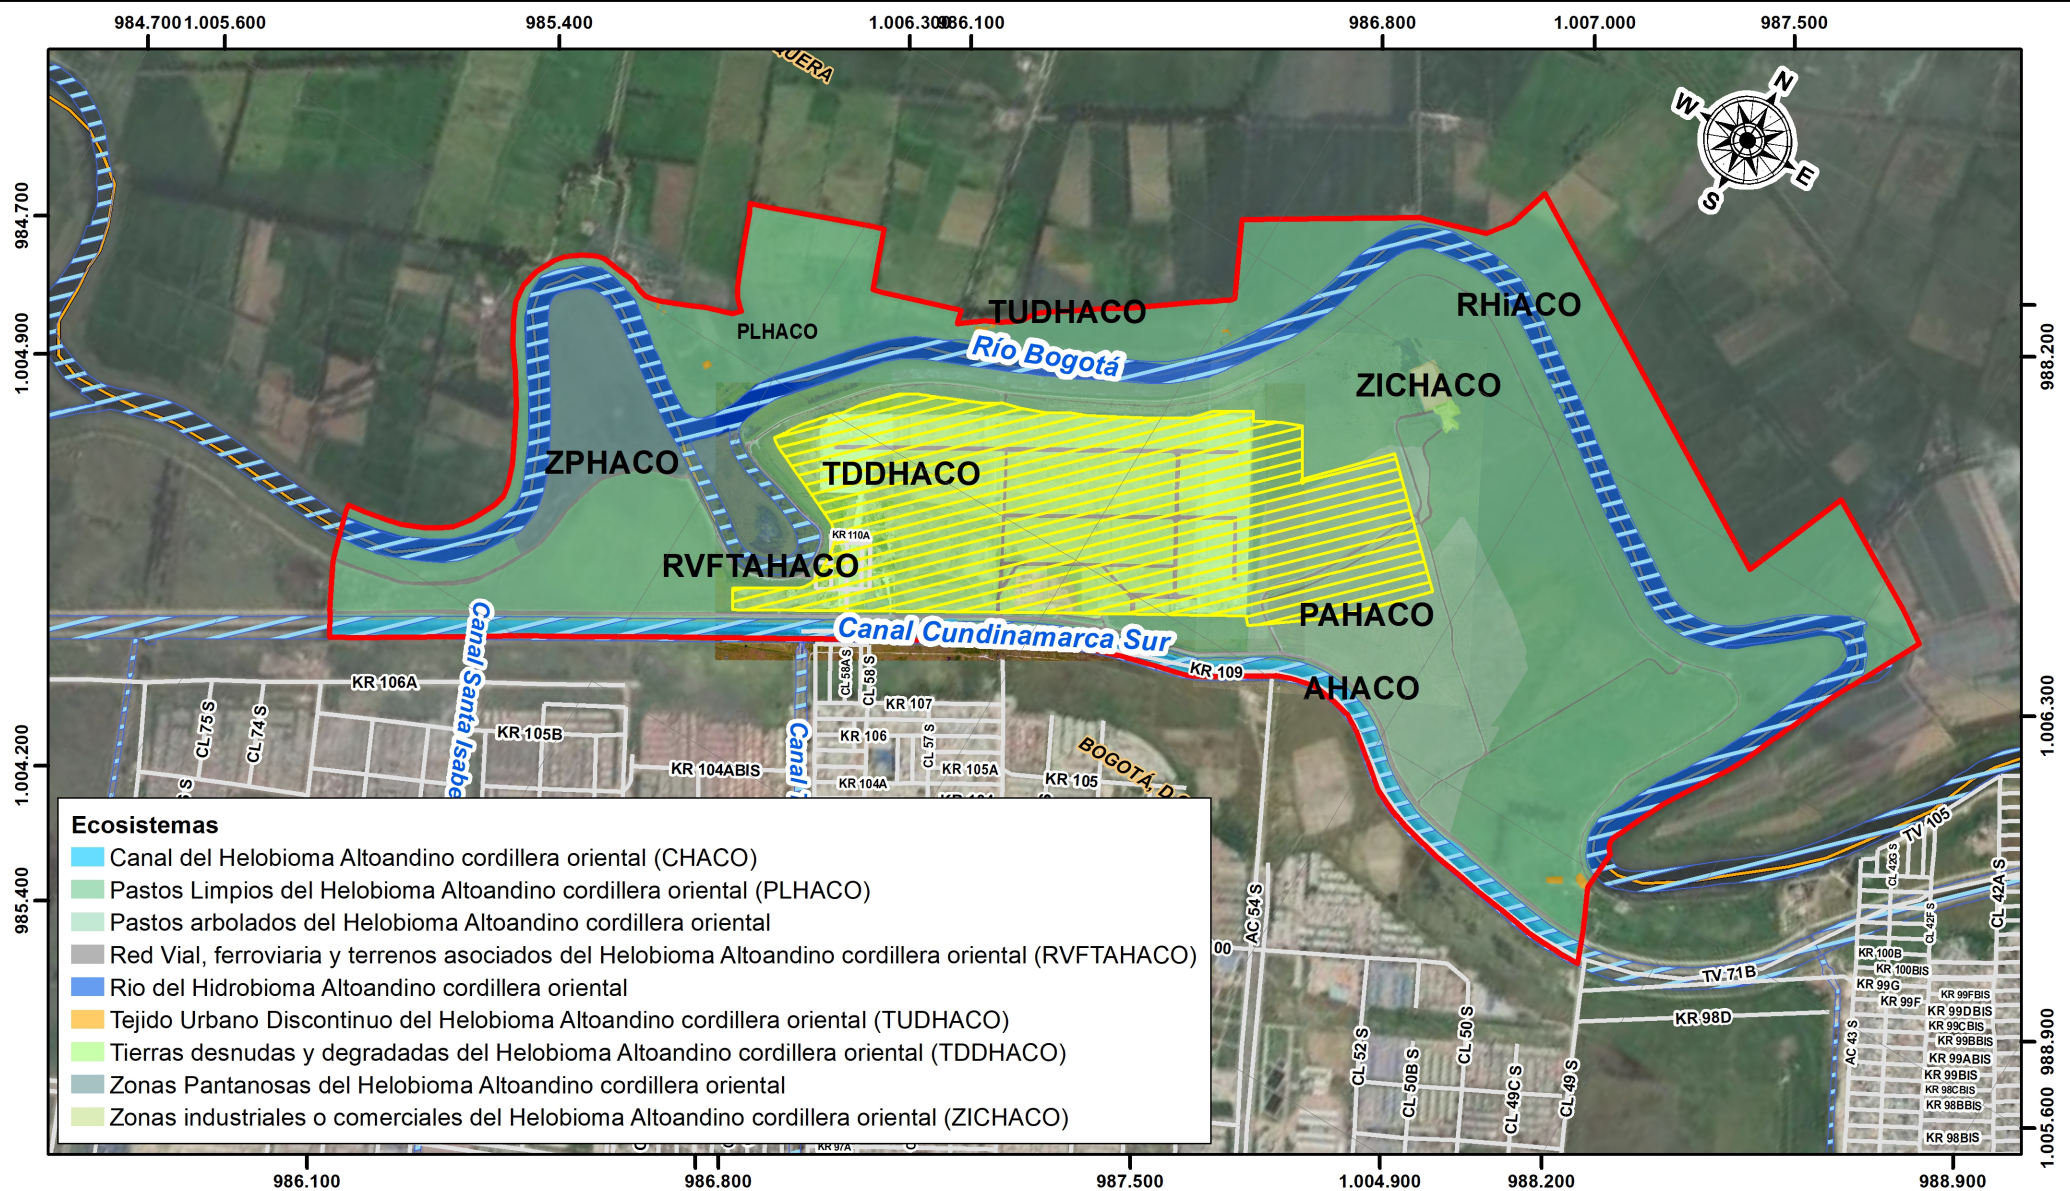 984.700
1.005.600
985.400
1.006.300
986.100
986.800
1.007.000
987.500
QUERA
N
W
E
S
984.700
1.004.900
1.004.200
985.400
988.200
1.006.300
988.900
1.005.600
PLHACO
TUDHACO
RHiACO
Río Bogotá
ZICHACO
ZPHACO
TDDHACO
KR 110A
RVFTAHACO
PAHACO
Canal Cundinamarca Sur
KR 109
AHACO
Canal Santa Isabe
KR 106A
CL 75 S
CL 74 S
KR 105B
KR 104ABIS
CL 58A S
CL 58 S
KR 107
KR 106
CL 57 S
KR 105A
KR 104A
KR 105
BOGOTÁ, D.C
Canal
TV 105
CL 42G S
CL 42F S
CL 42A S
AC 54 S
00
TV 71B
KR 100B
KR 100BIS
KR 99G
KR 99F
KR 99FBIS
KR 99DBIS
KR 99CBIS
KR 99BBIS
KR 99ABIS
KR 99BIS
KR 98CBIS
KR 98BBIS
KR 98BIS
KR 98D
AC 43 S
CL 52 S
CL 50B S
CL 50 S
CL 49C S
CL 49 S
KR 97A
Ecosistemas
Canal del Helobioma Altoandino cordillera oriental (CHACO)
Pastos Limpios del Helobioma Altoandino cordillera oriental (PLHACO)
Pastos arbolados del Helobioma Altoandino cordillera oriental
Red Vial, ferroviaria y terrenos asociados del Helobioma Altoandino cordillera oriental (RVFTAHACO)
Rio del Hidrobioma Altoandino cordillera oriental
Tejido Urbano Discontinuo del Helobioma Altoandino cordillera oriental (TUDHACO)
Tierras desnudas y degradadas del Helobioma Altoandino cordillera oriental (TDDHACO)
Zonas Pantanosas del Helobioma Altoandino cordillera oriental
Zonas industriales o comerciales del Helobioma Altoandino cordillera oriental (ZICHACO)
986.100
986.800
987.500
1.004.900
988.200
988.900